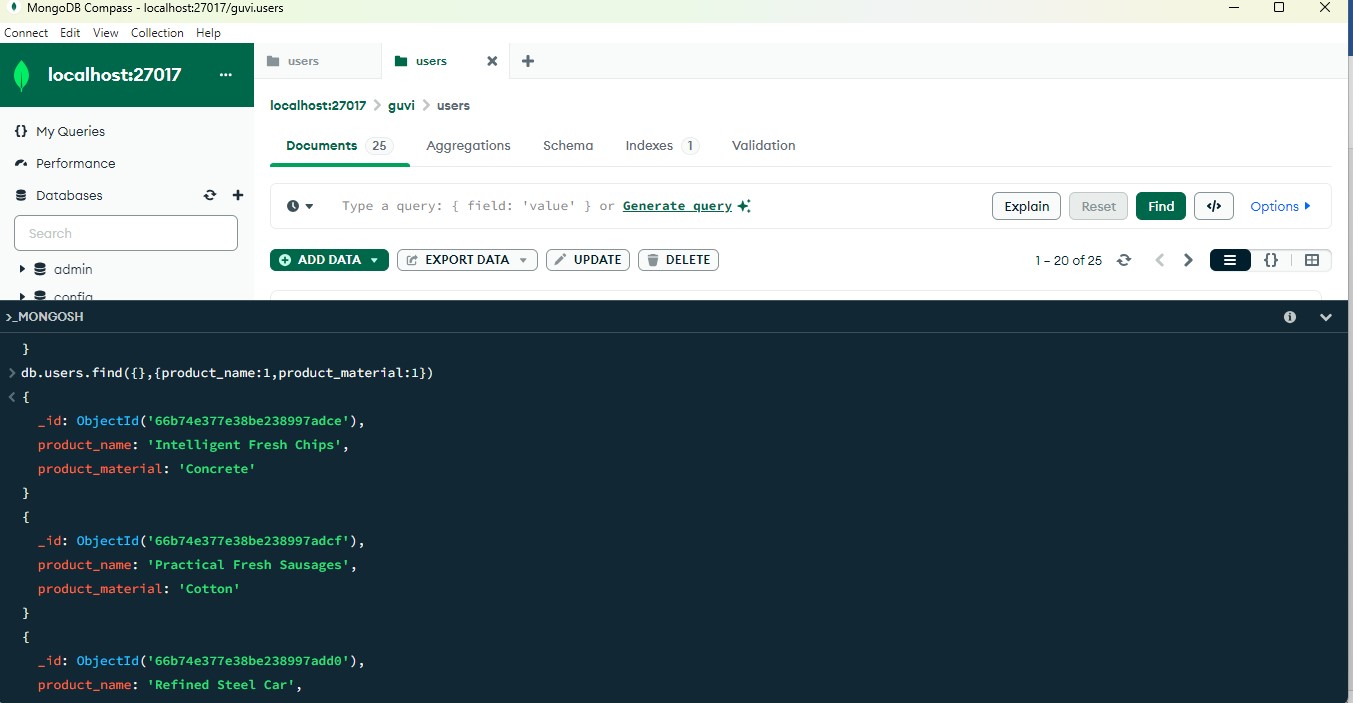 MongoDB Compass - localhost:27017/guvi.users
Connect Edit View Collection Help
localhost:27017 ...
users users
localhost:27017 > guvi > users
{} My Queries
Performance
Databases
Search
admin
config
Documents 25 Aggregations Schema Indexes 1 Validation
Type a query: { field: 'value' } or Generate query
Explain Reset Find </> Options
ADD DATA EXPORT DATA UPDATE DELETE
1 – 20 of 25 {}
>_MONGOSH
}
> db.users.find({},{product_name:1,product_material:1})
< {
_id: ObjectId('66b74e377e38be238997adce'),
product_name: 'Intelligent Fresh Chips',
product_material: 'Concrete'
}
{
_id: ObjectId('66b74e377e38be238997adcf'),
product_name: 'Practical Fresh Sausages',
product_material: 'Cotton'
}
{
_id: ObjectId('66b74e377e38be238997add0'),
product_name: 'Refined Steel Car',